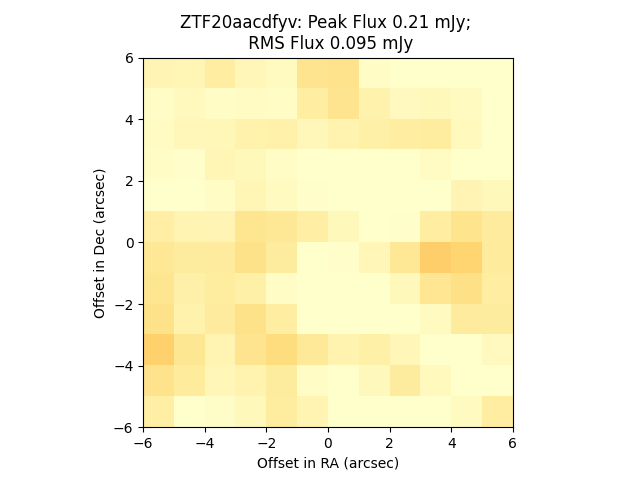 ZTF20aacdfyv: Peak Flux 0.21 mJy;
RMS Flux 0.095 mJy
6
4
2
0
−2
−4
−6
Offset in Dec (arcsec)
−6 −4 −2 0 2 4 6
Offset in RA (arcsec)